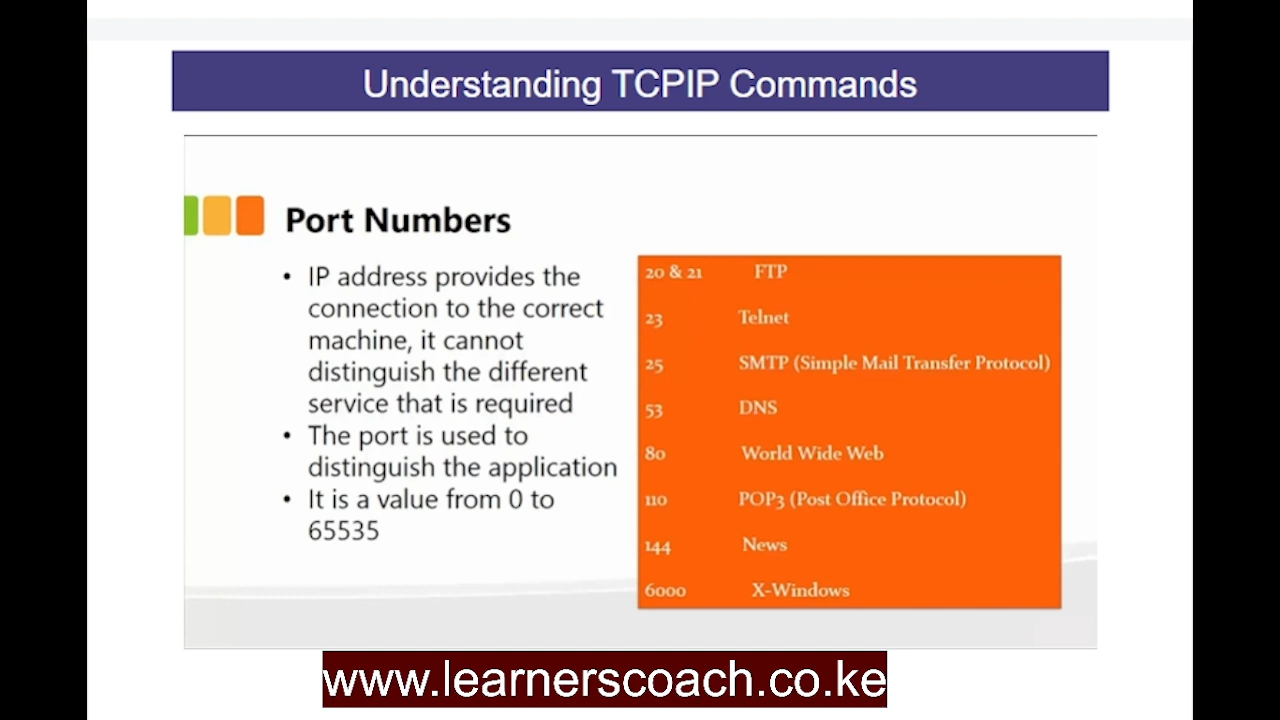 Understanding TCPIP Commands
Port Numbers
• IP address provides the
connection to the correct
machine, it cannot
distinguish the different
service that is required
• The port is used to
distinguish the application
• It is a value from 0 to
65535
20 & 21 FTP
23 Telnet
25 SMTP (Simple Mail Transfer Protocol)
53 DNS
80 World Wide Web
110 POP3 (Post Office Protocol)
144 News
6000 X-Windows
www.learnerscoach.co.ke